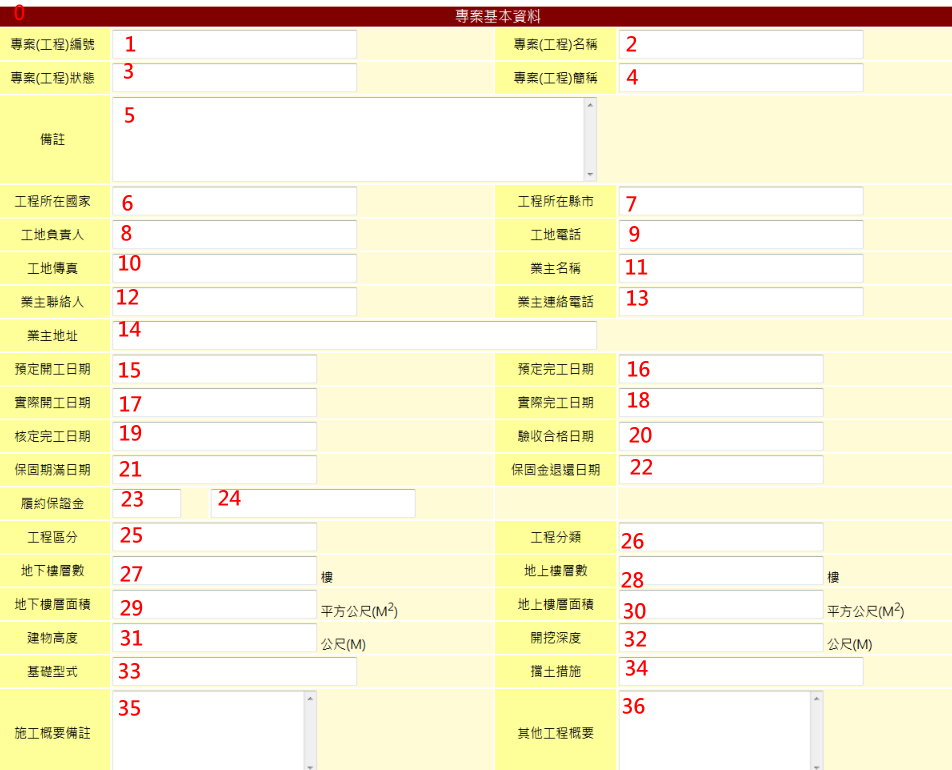 0 專案基本資料
專案(工程)編號 1 專案(工程)名稱 2
專案(工程)狀態 3 專案(工程)簡稱 4
備註 5
工程所在國家 6 工程所在縣市 7
工地負責人 8 工地電話 9
工地傳真 10 業主名稱 11
業主聯絡人 12 業主連絡電話 13
業主地址 14
預定開工日期 15 預定完工日期 16
實際開工日期 17 實際完工日期 18
核定完工日期 19 驗收合格日期 20
保固期滿日期 21 保固金退還日期 22
履約保證金 23 24
工程區分 25 工程分類 26
地下樓層數 27 樓 地上樓層數 28 樓
地下樓層面積 29 平方公尺(M²) 地上樓層面積 30 平方公尺(M²)
建物高度 31 公尺(M) 開挖深度 32 公尺(M)
基礎型式 33 擋土措施 34
施工概要備註 35 其他工程概要 36